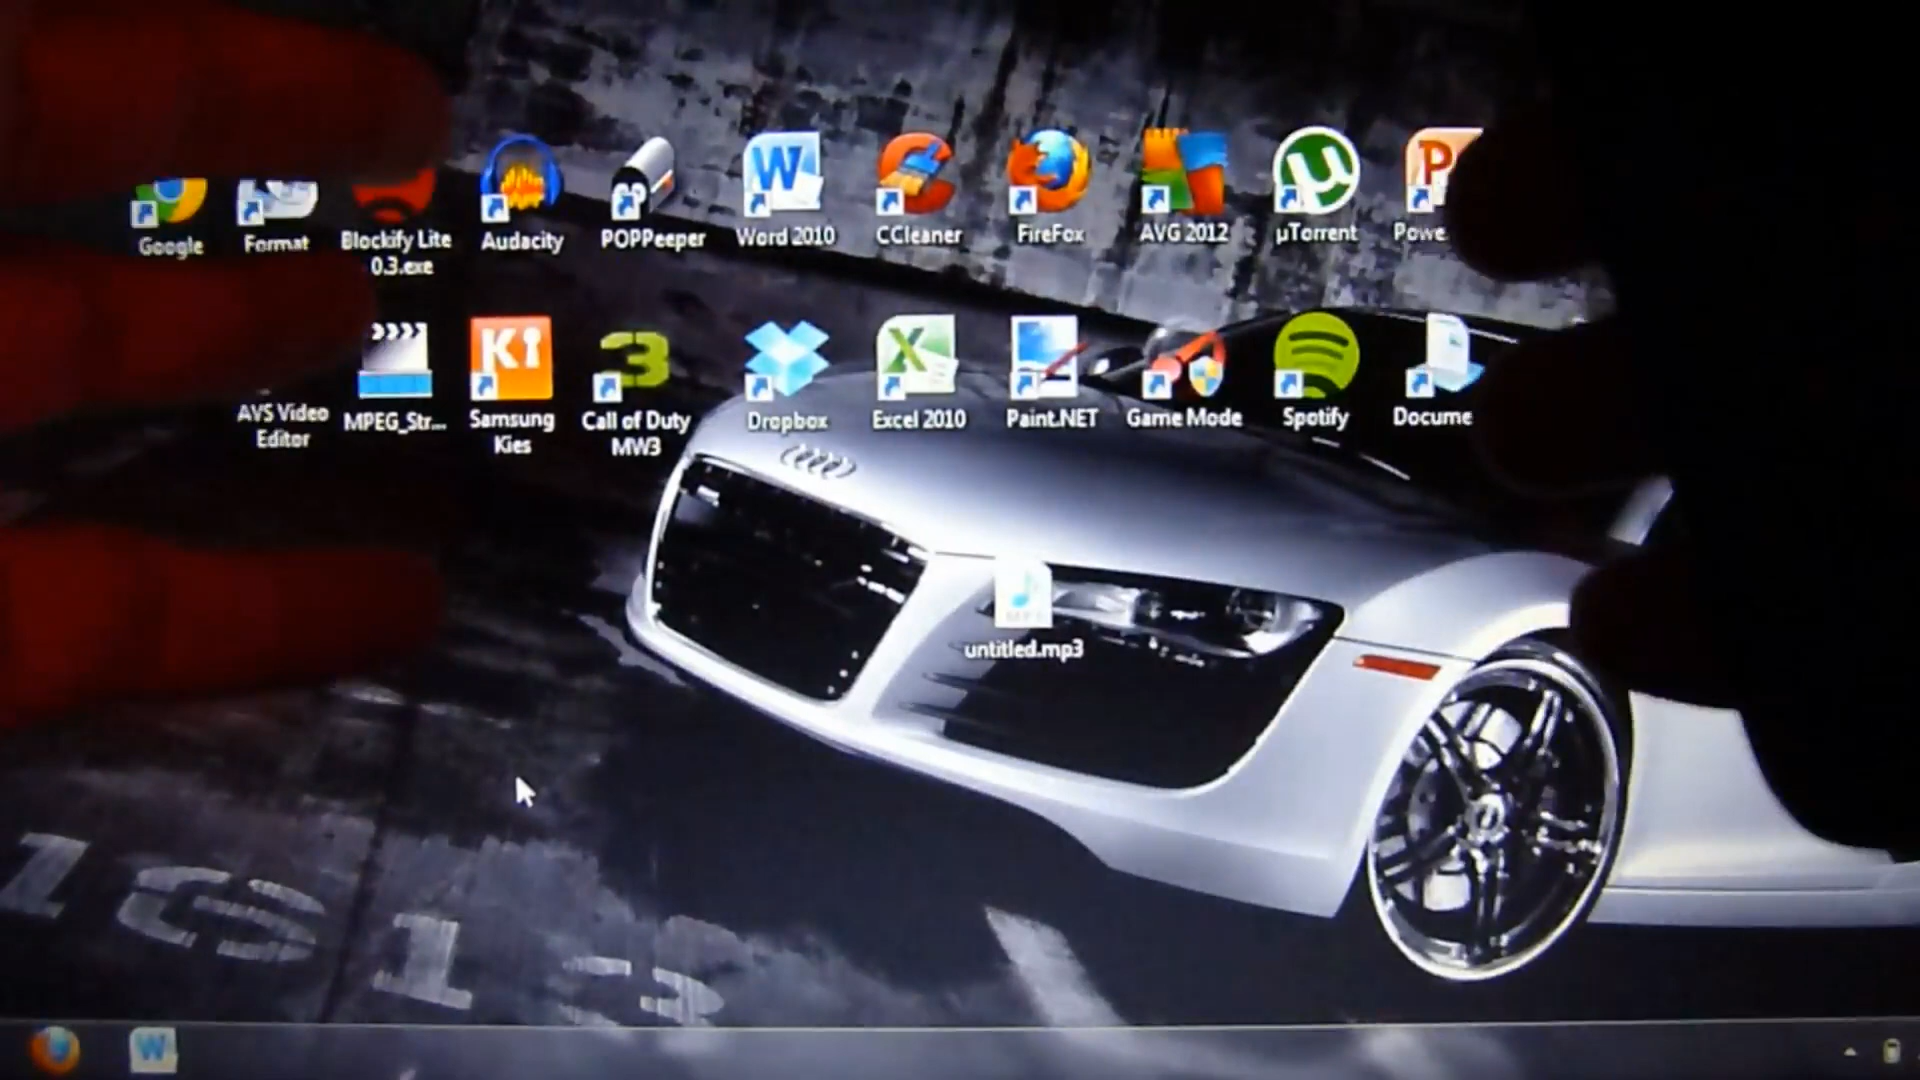 Google
Format
Blockify Lite
0.3.exe
Audacity
POPPeeper
Word 2010
CCleaner
FireFox
AVG 2012
µTorrent
Powe
AVS Video
Editor
MPEG_Str...
Samsung
Kies
Call of Duty
MW3
Dropbox
Excel 2010
Paint.NET
Game Mode
Spotify
Docume
untitled.mp3